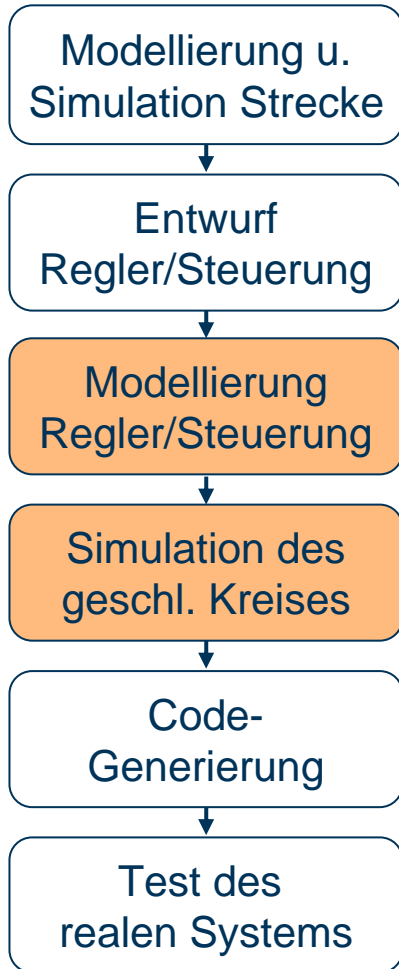 Modellierung u.
Simulation Strecke
Entwurf
Regler/Steuerung
Modellierung
Regler/Steuerung
Simulation des
geschl. Kreises
Code-
Generierung
Test des
realen Systems